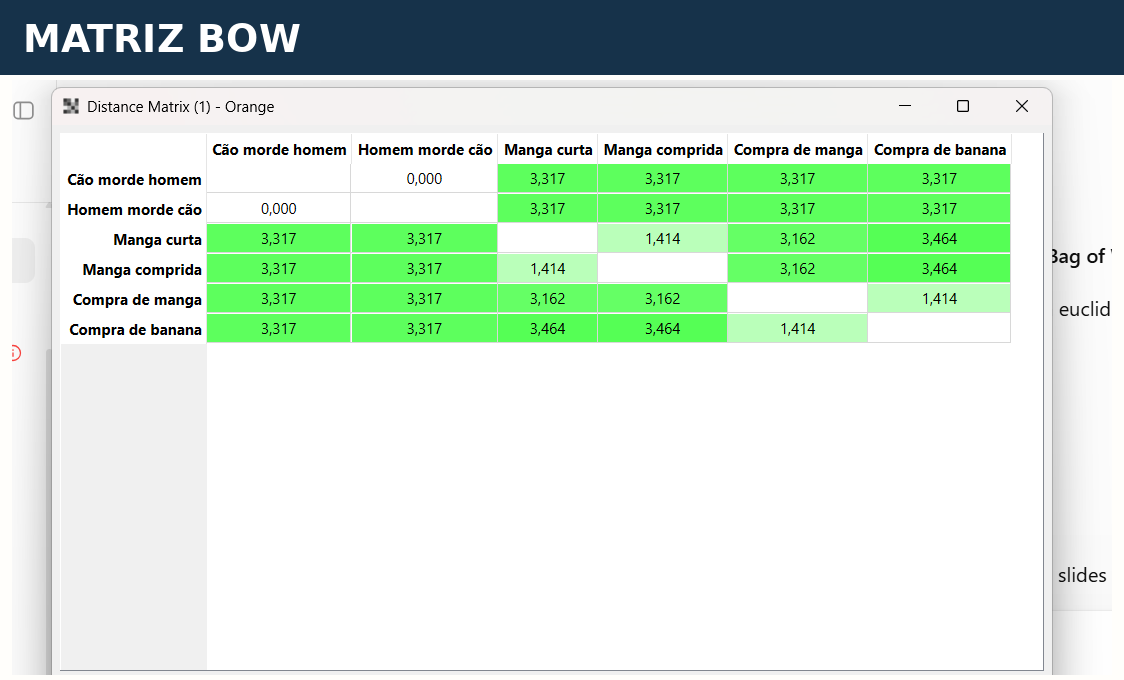 MATRIZ BOW
Distance Matrix (1) - Orange
Cão morde homem Homem morde cão Manga curta Manga comprida Compra de manga Compra de banana
Cão morde homem 0,000 3,317 3,317 3,317 3,317
Homem morde cão 0,000 3,317 3,317 3,317 3,317
Manga curta 3,317 3,317 1,414 3,162 3,464
Manga comprida 3,317 3,317 1,414 3,162 3,464
Compra de manga 3,317 3,317 3,162 3,162 1,414
Compra de banana 3,317 3,317 3,464 3,464 1,414
Bag of
euclid
slides